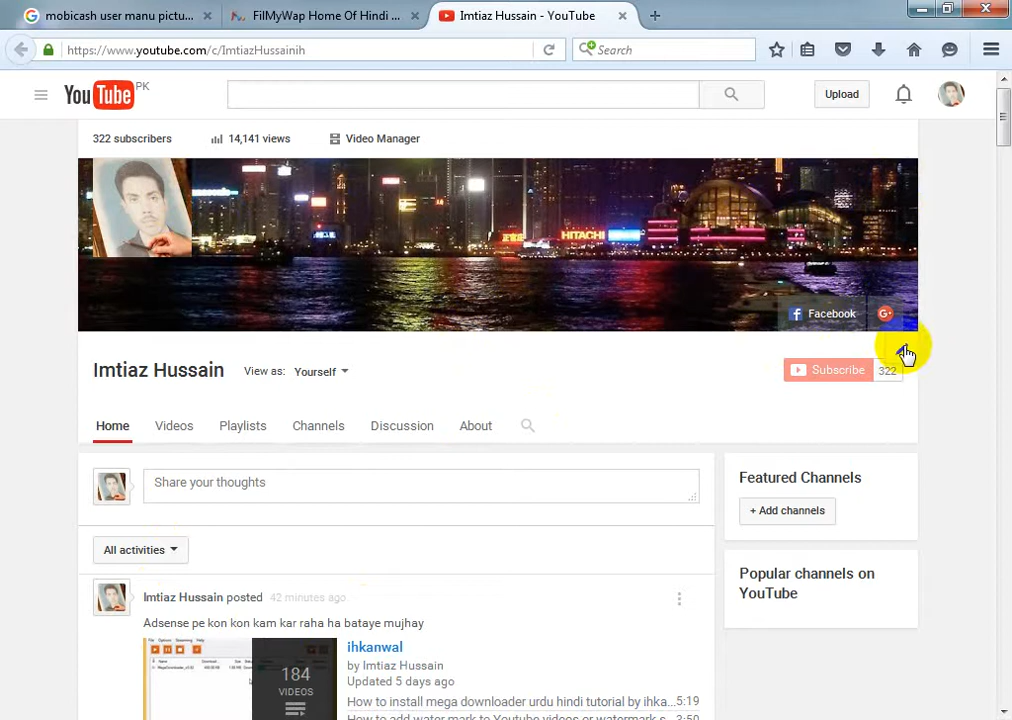 mobicash user manu pictu...
FilMyWap Home Of Hindi ...
Imtiaz Hussain - YouTube
https://www.youtube.com/c/ImtiazHussainih
Search
YouTube PK
Upload
322 subscribers
14,141 views
Video Manager
HITACHI
Facebook
G+
Imtiaz Hussain
View as: Yourself
Subscribe 322
Home
Videos
Playlists
Channels
Discussion
About
Share your thoughts
Featured Channels
+ Add channels
All activities
Popular channels on
YouTube
Imtiaz Hussain posted 42 minutes ago
Adsense pe kon kon kam kar raha ha bataye mujhay
184
VIDEOS
ihkanwal
by Imtiaz Hussain
Updated 5 days ago
How to install mega downloader urdu hindi tutorial by ihka... 5:19
How to add water mark to Youtube videos or watermark s... 2:50